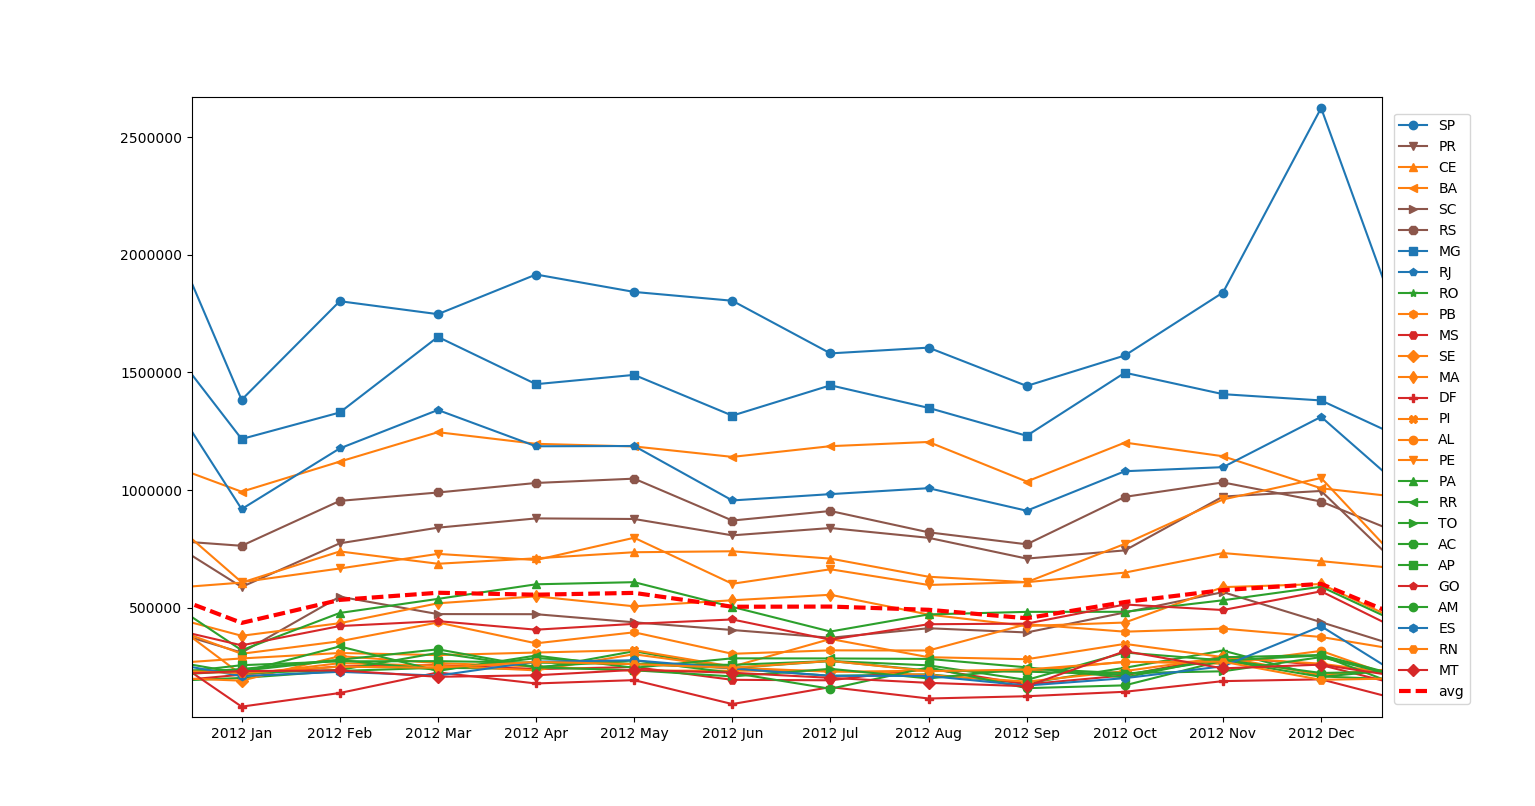 2500000
2000000
1500000
1000000
500000
2012 Jan
2012 Feb
2012 Mar
2012 Apr
2012 May
2012 Jun
2012 Jul
2012 Aug
2012 Sep
2012 Oct
2012 Nov
2012 Dec
SP
PR
CE
BA
SC
RS
MG
RJ
RO
PB
MS
SE
MA
DF
PI
AL
PE
PA
RR
TO
AC
AP
GO
AM
ES
RN
MT
avg